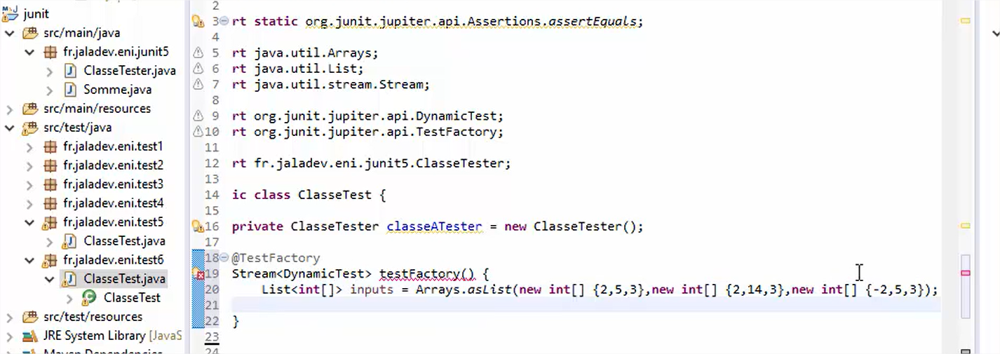 junit
src/main/java
fr.jaladev.eni.junit5
ClasseTester.java
Somme.java
src/main/resources
src/test/java
fr.jaladev.eni.test1
fr.jaladev.eni.test2
fr.jaladev.eni.test3
fr.jaladev.eni.test4
fr.jaladev.eni.test5
ClasseTest.java
fr.jaladev.eni.test6
ClasseTest.java
ClasseTest
src/test/resources
JRE System Library [JavaS
Maven Dependencies
2
3 rt static org.junit.jupiter.api.Assertions.assertEquals;
4
5 rt java.util.Arrays;
6 rt java.util.List;
7 rt java.util.stream.Stream;
8
9 rt org.junit.jupiter.api.DynamicTest;
10 rt org.junit.jupiter.api.TestFactory;
11
12 rt fr.jaladev.eni.junit5.ClasseTester;
13
14 ic class ClasseTest {
15
16 private ClasseTester classeATester = new ClasseTester();
17
18 @TestFactory
19 Stream<DynamicTest> testFactory() {
20 List<int[]> inputs = Arrays.asList(new int[] {2,5,3},new int[] {2,14,3},new int[] {-2,5,3});
21
22 }
23
24